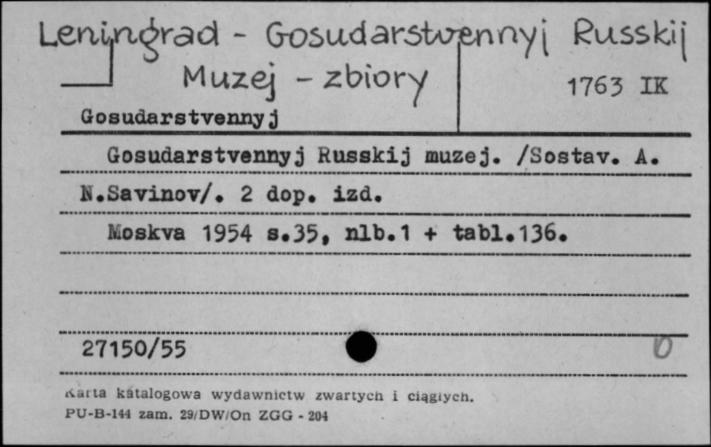 Leningrad - Gosudarstvennyj Russkij
Muzej - zbiory
1763 IK
Gosudarstvennyj
Gosudarstvennyj Russkij muzej. /Sostav. A.
N.Savinov/. 2 dop. izd.
Moskva 1954 s.35, nlb.1 + tabl.136.
27150/55
0
Karta katalogowa wydawnictw zwartych i ciągłych.
PU-B-144 zam. 29/DW/On ZGG - 204